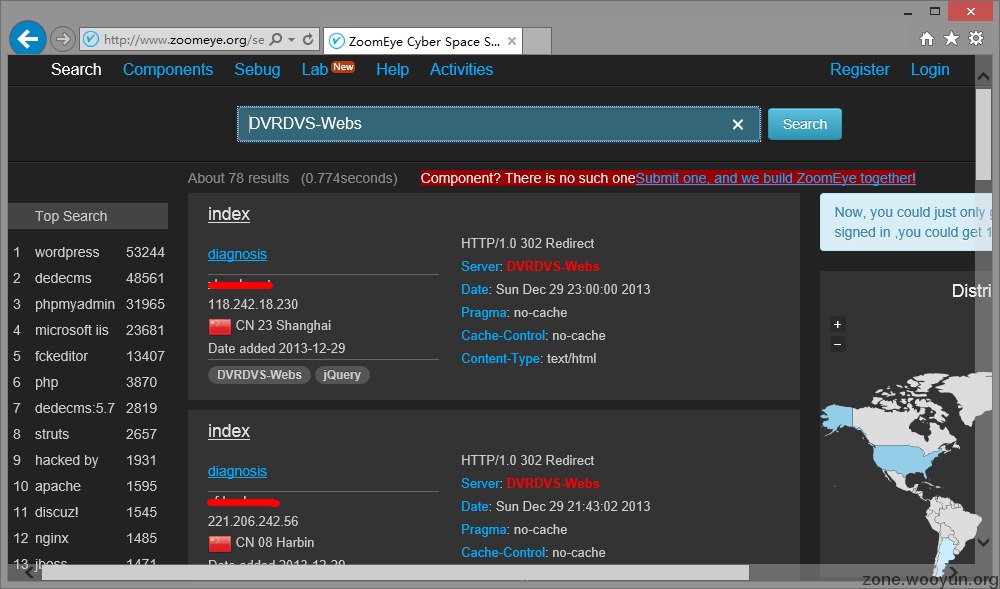 http://www.zoomeye.org/se
ZoomEye Cyber Space S...
Search Components Sebug Lab New Help Activities Register Login
DVRDVS-Webs
Search
About 78 results (0.774seconds) Component? There is no such oneSubmit one, and we build ZoomEye together!
Top Search
1 wordpress 53244
2 dedecms 48561
3 phpmyadmin 31965
4 microsoft iis 23681
5 fckeditor 13407
6 php 3870
7 dedecms:5.7 2819
8 struts 2657
9 hacked by 1931
10 apache 1595
11 discuz! 1545
12 nginx 1485
13 jboss 1471
index
diagnosis
118.242.18.230
CN 23 Shanghai
Date added 2013-12-29
DVRDVS-Webs jQuery
HTTP/1.0 302 Redirect
Server: DVRDVS-Webs
Date: Sun Dec 29 23:00:00 2013
Pragma: no-cache
Cache-Control: no-cache
Content-Type: text/html
index
diagnosis
221.206.242.56
CN 08 Harbin
Date added 2013-12-29
HTTP/1.0 302 Redirect
Server: DVRDVS-Webs
Date: Sun Dec 29 21:43:02 2013
Pragma: no-cache
Cache-Control: no-cache
Now, you could just only
signed in ,you could get 1
Distri
+
−
zone.wooyun.org